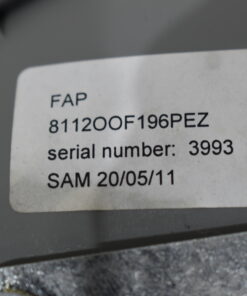 FAP
8112OOF196PEZ
serial number: 3993
SAM 20/05/11